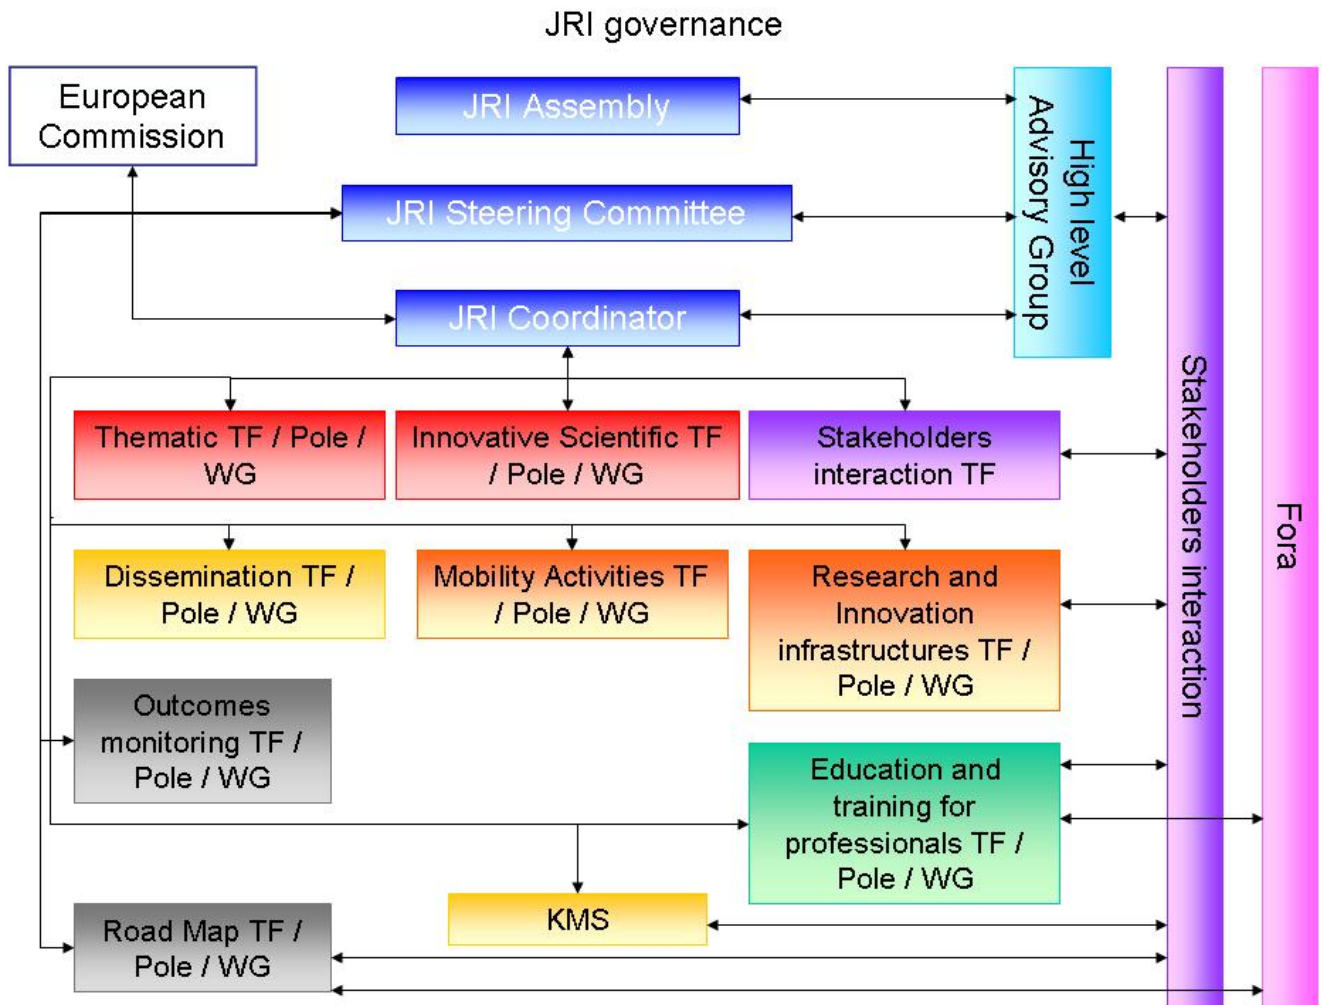 JRI governance
European
Commission
JRI Assembly
High level
Advisory Group
JRI Steering Committee
JRI Coordinator
Stakeholders interaction
Fora
Thematic TF / Pole /
WG
Innovative Scientific TF
/ Pole / WG
Stakeholders
interaction TF
Dissemination TF /
Pole / WG
Mobility Activities TF
/ Pole / WG
Research and
Innovation
infrastructures TF /
Pole / WG
Outcomes
monitoring TF /
Pole / WG
Education and
training for
professionals TF /
Pole / WG
KMS
Road Map TF /
Pole / WG